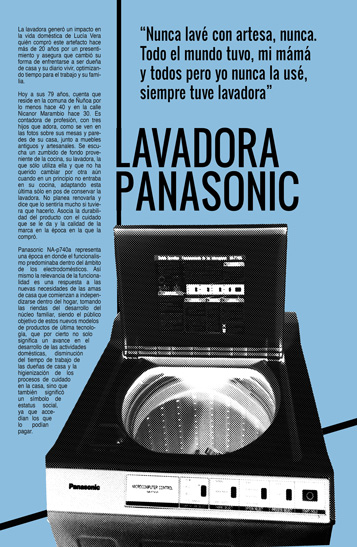 La lavadora generó un impacto en
la vida doméstica de Lucía Vera
quién compró este artefacto hace
mas de 20 años por un presenti-
miento y asegura que cambió su
forma de enfrentarse a ser dueña
de casa y su diario vivir, optimizan-
do tiempo para el trabajo y su fami-
lia.
Hoy a sus 79 años, cuenta que
reside en la comuna de Ñuñoa por
lo menos hace 40 y en la calle
Nicanor Marambio hace 30. Es
contadora de profesión, con tres
hijos que adora, como se ven en
las fotos sobre sus mesas y pare-
des de su casa, junto a muebles
antiguos y artesanales. Se escu-
cha un zumbido de fondo prove-
niente de la cocina, su lavadora, la
que sólo utiliza ella y que no ha
querido cambiar por otra aún
cuando en un principio no entraba
en su cocina, adaptando esta
última sólo en pos de conservar la
lavadora. No planea renovarla y
dice que lo sentiría mucho si tuvie-
ra que hacerlo. Asocia la durabili-
dad del producto con el cuidado
que se le da y la calidad de la
marca en la época en la que la
compró.
Panasonic NA-p740a representa
una época en donde el funcionalis-
mo predominaba dentro del ámbito
de los electrodomésticos. Así
mismo la relevancia de la funciona-
lidad es una respuesta a las
nuevas necesidades de las amas
de casa que comienzan a indepen-
dizarse dentro del hogar, tomando
las riendas del desarrollo del
núcleo familiar, siendo el público
objetivo de estos nuevos modelos
de productos de última tecnolo-
gía, que por cierto no solo
significa un avance en el
desarrollo de las actividades
domésticas, disminución
del tiempo de trabajo de
las dueñas de casa y la
higienización de los
procesos de cuidado
en la casa, sino que
también significó
un símbolo de
estatus social,
ya que acce-
dían los que
lo podían
pagar.
“Nunca lavé con artesa, nunca.
Todo el mundo tuvo, mi mámá
y todos pero yo nunca la usé,
siempre tuve lavadora”
LAVADORA
PANASONIC
Panasonic
MICROCOMPUTER CONTROL